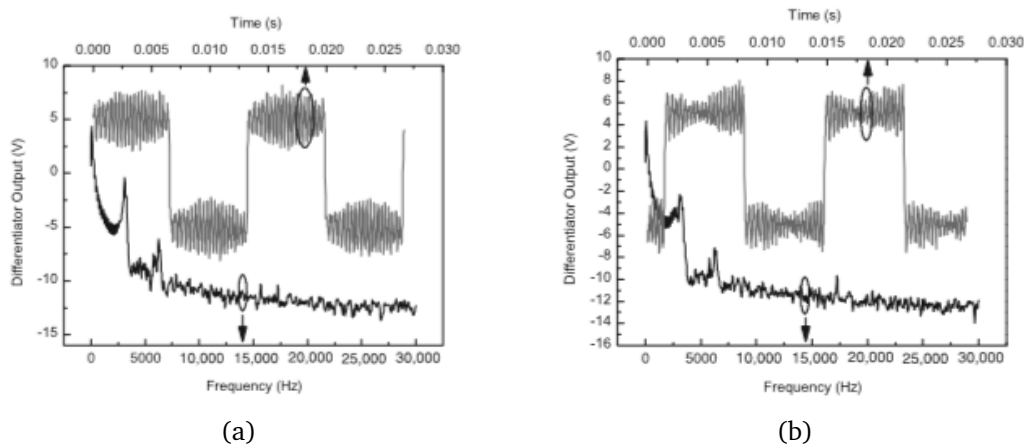 Time (s)
0.000 0.005 0.010 0.015 0.020 0.025 0.030
10
5
0
-5
-10
-15
Differentiator Output (V)
0 5000 10,000 15,000 20,000 25,000 30,000
Frequency (Hz)
(a)
Time (s)
0.000 0.005 0.010 0.015 0.020 0.025 0.030
10
8
6
4
2
0
-2
-4
-6
-8
-10
-12
-14
-16
Differentiator Output (V)
0 5000 10,000 15,000 20,000 25,000 30,000
Frequency (Hz)
(b)